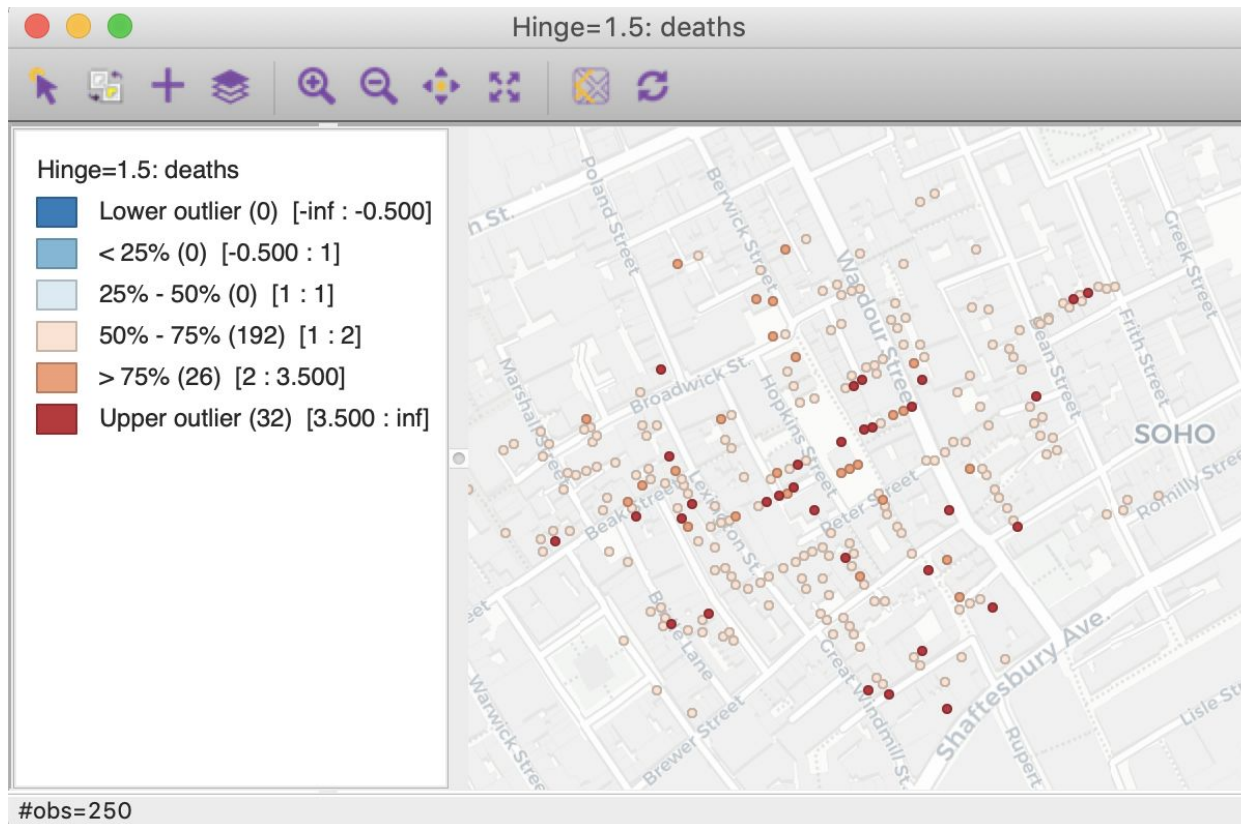 Hinge=1.5: deaths
Hinge=1.5: deaths
Lower outlier (0) [-inf : -0.500]
< 25% (0) [-0.500 : 1]
25% - 50% (0) [1 : 1]
50% - 75% (192) [1 : 2]
> 75% (26) [2 : 3.500]
Upper outlier (32) [3.500 : inf]
n St.
Poland Street
Berwick Street
Wardour Street
Greek Street
Frith Street
Dean Street
Marshall Street
Broadwick St.
Hopkins Street
SOHO
Romilly Street
Beak Street
Lexington St.
Peter Street
Bridle Lane
eet
Shaftesbury Ave.
Great Windmill St.
Warwick Street
Brewer Street
Rupert
Lisle Str
#obs=250